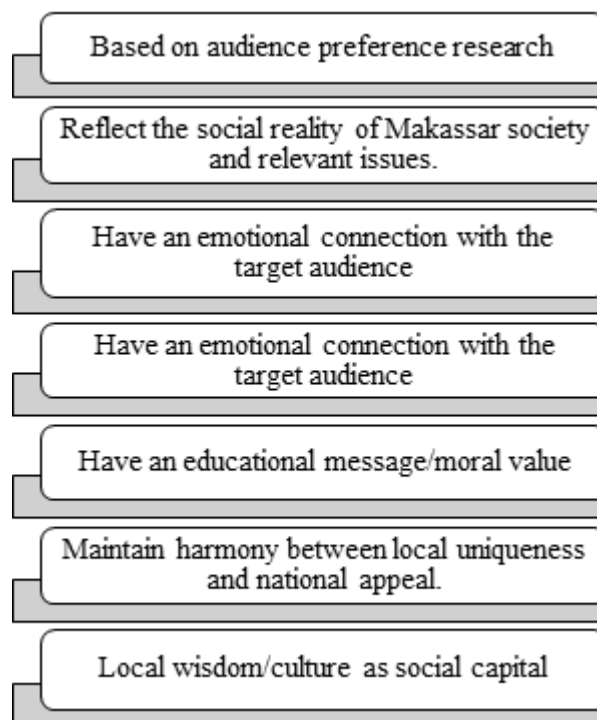 Based on audience preference research
Reflect the social reality of Makassar society
and relevant issues.
Have an emotional connection with the
target audience
Have an emotional connection with the
target audience
Have an educational message/moral value
Maintain harmony between local uniqueness
and national appeal.
Local wisdom/culture as social capital